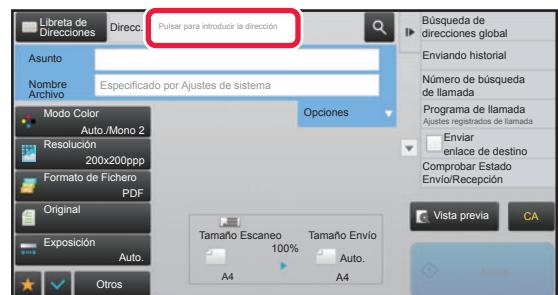 Libreta de
Direcciones
Direcc.
Pulsar para introducir la dirección
Asunto
Nombre
Archivo
Especificado por Ajustes de sistema
Opciones
Modo Color
Auto./Mono 2
Resolución
200x200ppp
Formato de Fichero
PDF
Original
Exposición
Auto.
Otros
Tamaño Escaneo
100%
A4
Tamaño Envío
Auto.
A4
Búsqueda de
direcciones global
Enviando historial
Número de búsqueda
de llamada
Programa de llamada
Ajustes registrados de llamada
Enviar
enlace de destino
Comprobar Estado
Envío/Recepción
Vista previa
CA